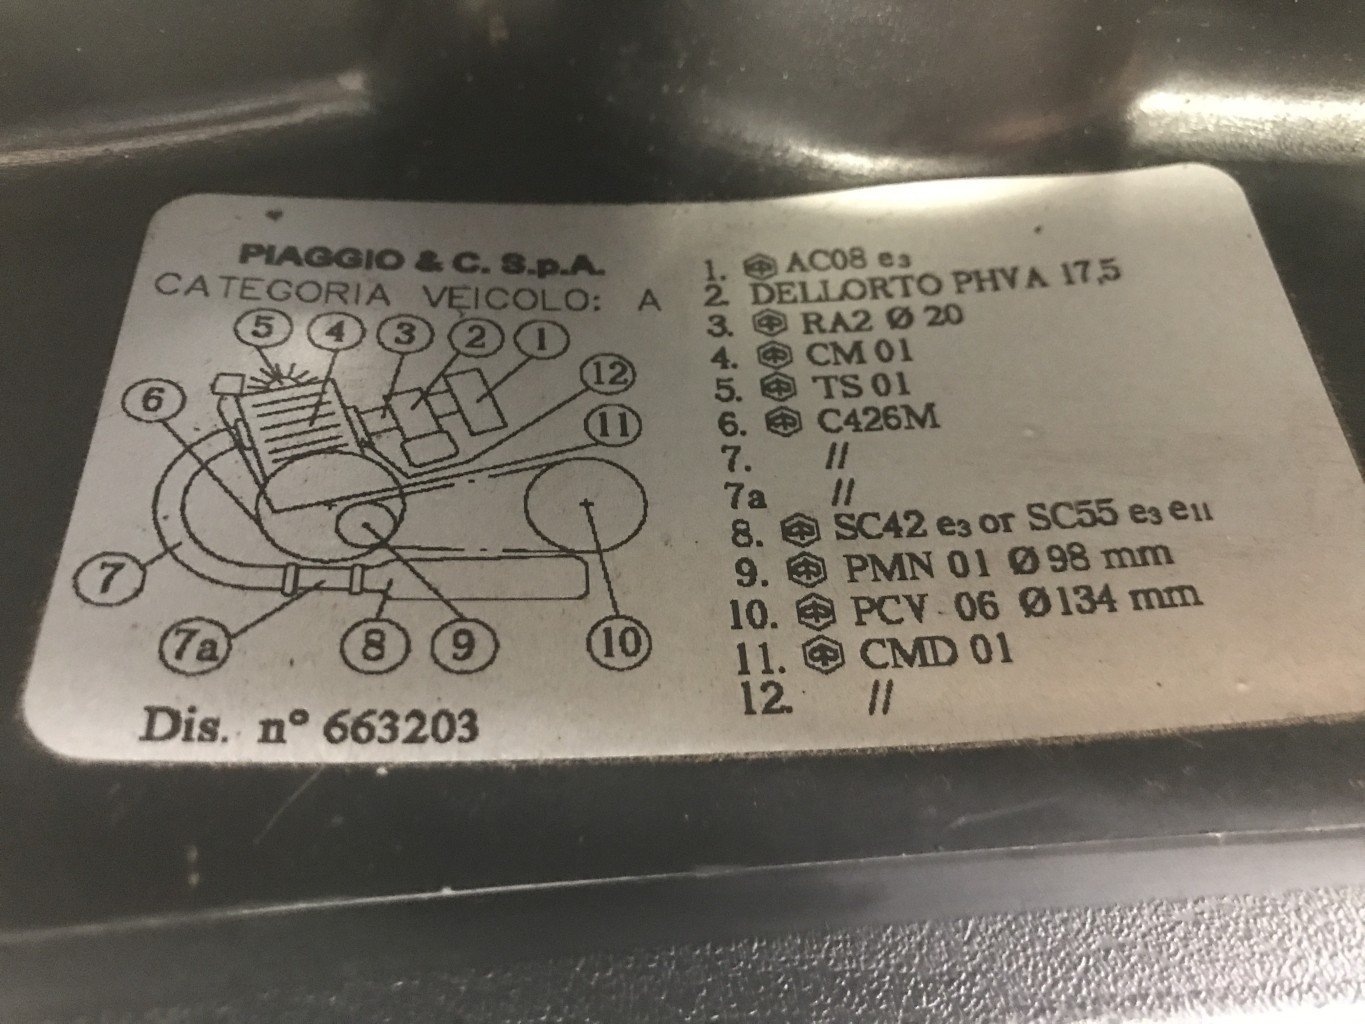 PIAGGIO & C. S.p.A.
CATEGORIA VEICOLO: A
5 4 3 2 1
12
6
11
7
7a 8 9 10
Dis. n° 663203
1. AC08 e3
2. DELLORTO PHVA 17,5
3. RA2 Ø 20
4. CM 01
5. TS 01
6. C426M
7. //
7a //
8. SC42 e3 or SC55 e3 e11
9. PMN 01 Ø 98 mm
10. PCV 06 Ø 134 mm
11. CMD 01
12. //